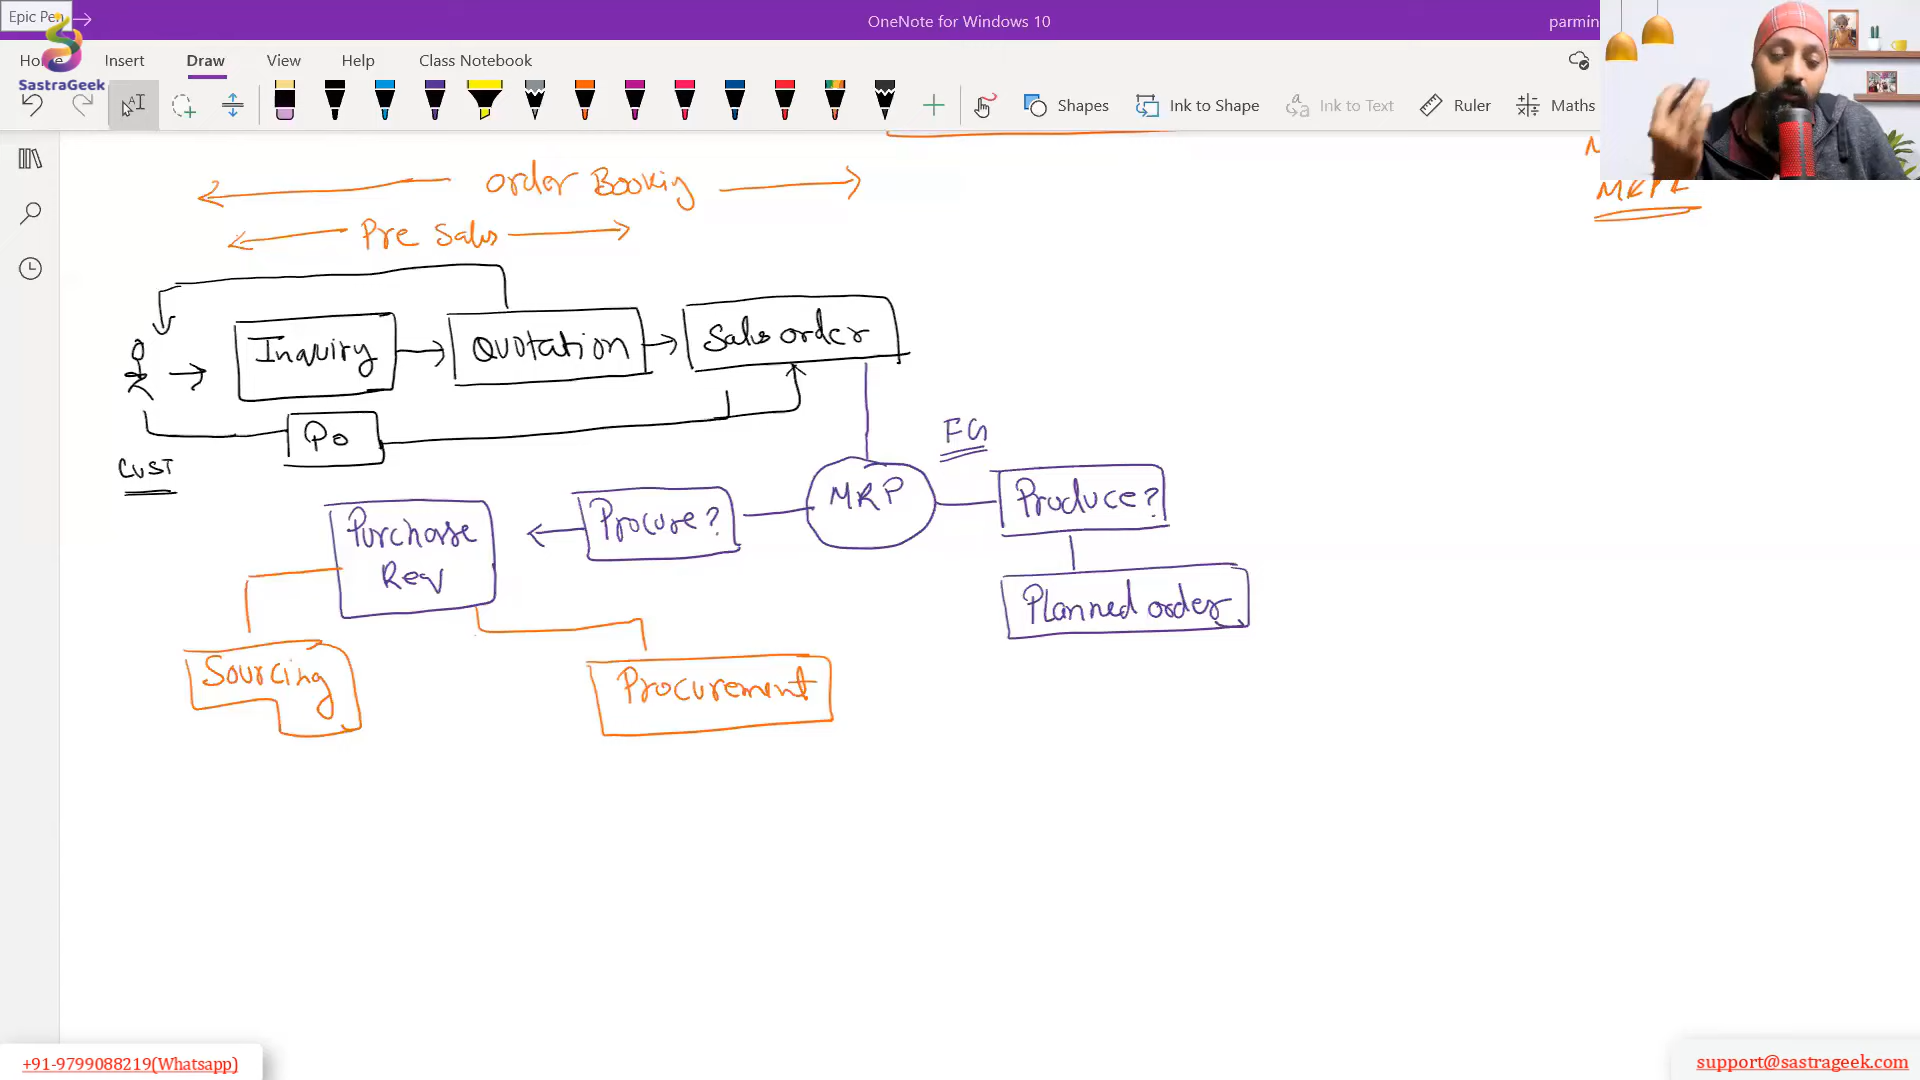 Epic Pen
OneNote for Windows 10
parmin
SastraGeek
Insert
Draw
View
Help
Class Notebook
Shapes
Ink to Shape
Ink to Text
Ruler
Maths
order Booking
Pre Sales
Inquiry
Quotation
Sales order
PO
CUST
FG
MRP
Produce?
Procure?
Purchase
Req
Planned order
Sourcing
Procurement
+91-9799088219(Whatsapp)
support@sastrageek.com